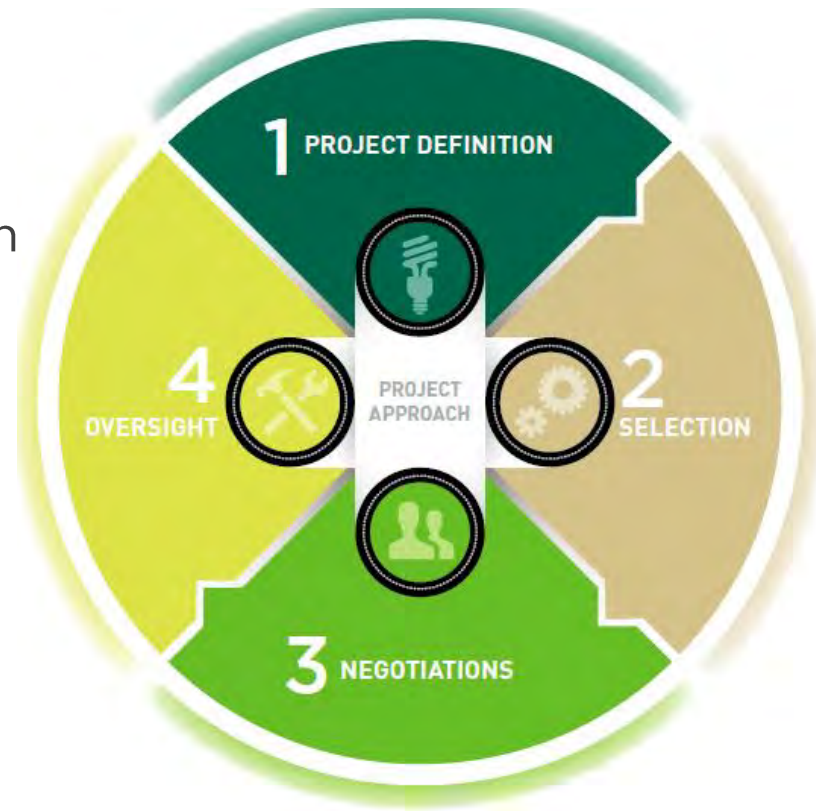 1 PROJECT DEFINITION
n
4
OVERSIGHT
PROJECT
APPROACH
2
SELECTION
3 NEGOTIATIONS